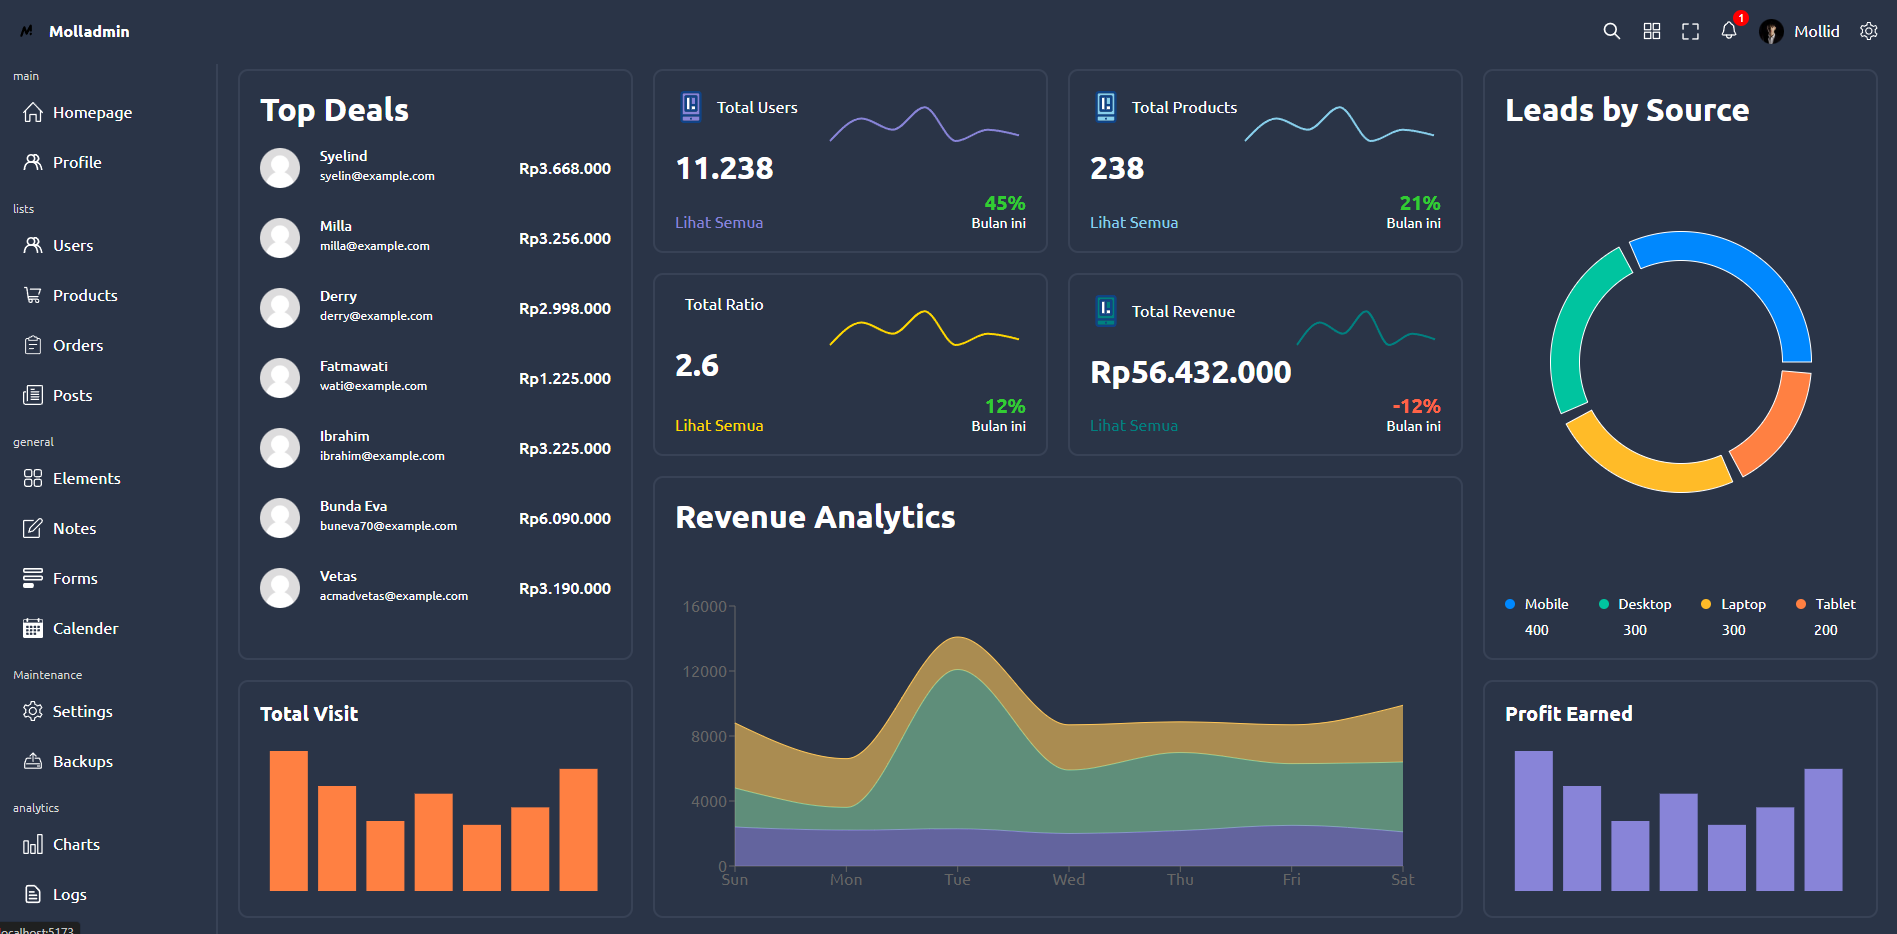 Molladmin
1
Mollid
main
Homepage
Profile
lists
Users
Products
Orders
Posts
general
Elements
Notes
Forms
Calender
Maintenance
Settings
Backups
analytics
Charts
Logs
localhost:5173
Top Deals
Syelind
syelin@example.com
Rp3.668.000
Milla
milla@example.com
Rp3.256.000
Derry
derry@example.com
Rp2.998.000
Fatmawati
wati@example.com
Rp1.225.000
Ibrahim
ibrahim@example.com
Rp3.225.000
Bunda Eva
buneva70@example.com
Rp6.090.000
Vetas
acmadvetas@example.com
Rp3.190.000
Total Users
11.238
Lihat Semua
45%
Bulan ini
Total Products
238
Lihat Semua
21%
Bulan ini
Total Ratio
2.6
Lihat Semua
12%
Bulan ini
Total Revenue
Rp56.432.000
Lihat Semua
-12%
Bulan ini
Leads by Source
Mobile
400
Desktop
300
Laptop
300
Tablet
200
Total Visit
Revenue Analytics
16000
12000
8000
4000
0
Sun Mon Tue Wed Thu Fri Sat
Profit Earned